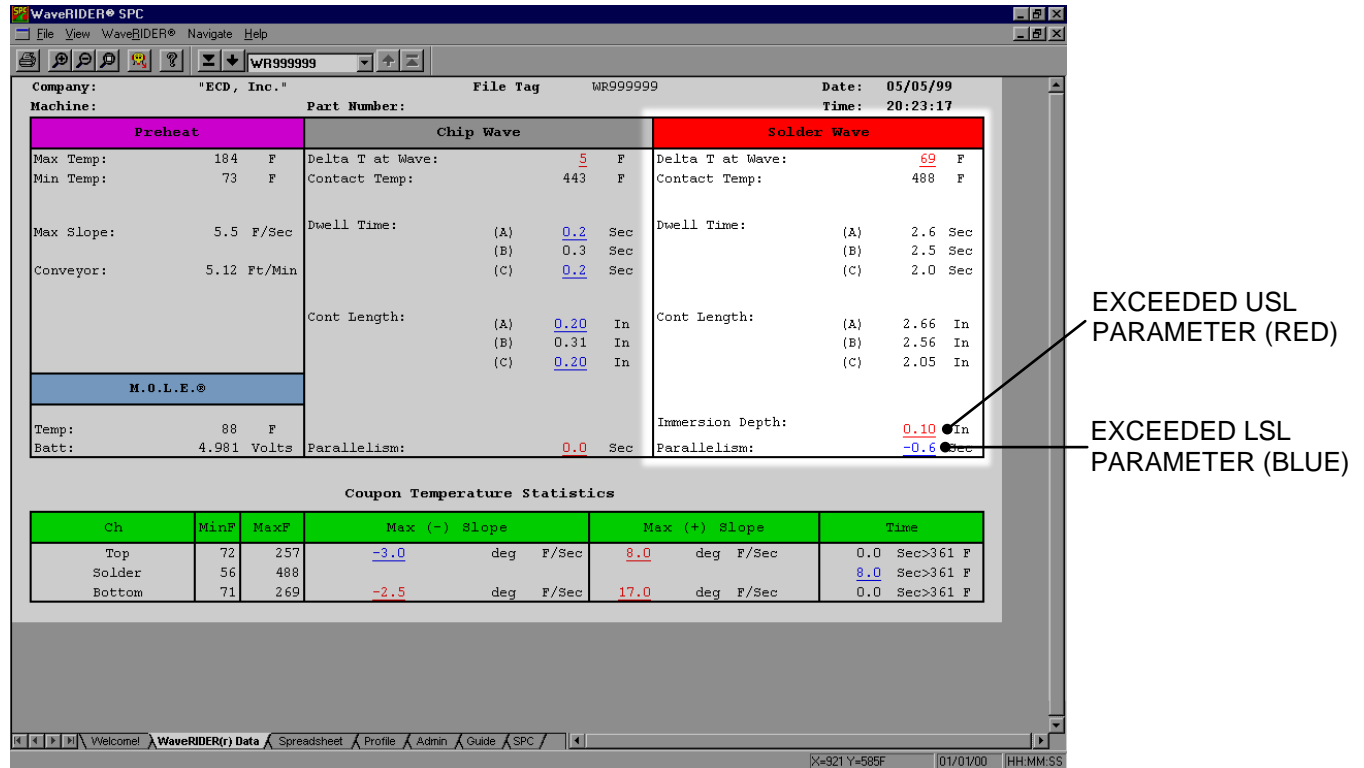 WaveRIDER® SPC
File View WaveRIDER® Navigate Help
WR999999
Company: "ECD, Inc." File Tag WR999999 Date: 05/05/99
Machine: Part Number: Time: 20:23:17
Preheat Chip Wave Solder Wave
Max Temp: 184 F Delta T at Wave: 5 F Delta T at Wave: 69 F
Min Temp: 73 F Contact Temp: 443 F Contact Temp: 488 F
Max Slope: 5.5 F/Sec Dwell Time: (A) 0.2 Sec Dwell Time: (A) 2.6 Sec
(B) 0.3 Sec (B) 2.5 Sec
Conveyor: 5.12 Ft/Min (C) 0.2 Sec (C) 2.0 Sec
Cont Length: (A) 0.20 In Cont Length: (A) 2.66 In
(B) 0.31 In (B) 2.56 In
(C) 0.20 In (C) 2.05 In
M.O.L.E.®
Temp: 88 F Immersion Depth: 0.10 In
Batt: 4.981 Volts Parallelism: 0.0 Sec Parallelism: -0.6 Sec
EXCEEDED USL
PARAMETER (RED)
EXCEEDED LSL
PARAMETER (BLUE)
Coupon Temperature Statistics
Ch MinF MaxF Max (-) Slope Max (+) Slope Time
Top 72 257 -3.0 deg F/Sec 8.0 deg F/Sec 0.0 Sec>361 F
Solder 56 488 8.0 Sec>361 F
Bottom 71 269 -2.5 deg F/Sec 17.0 deg F/Sec 0.0 Sec>361 F
Welcome! WaveRIDER(r) Data Spreadsheet Profile Admin Guide SPC
X=921 Y=585F 01/01/00 HH:MM:SS